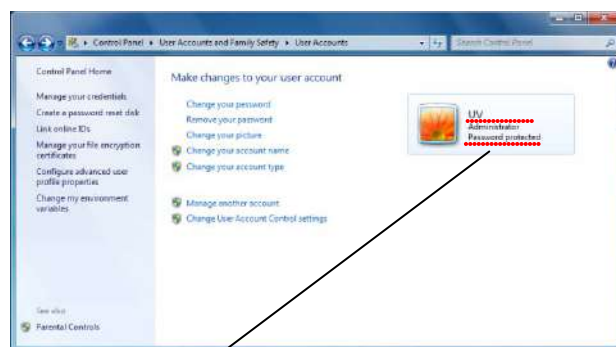 Control Panel ▸ User Accounts and Family Safety ▸ User Accounts
Search Control Panel
Control Panel Home
Manage your credentials
Create a password reset disk
Link online IDs
Manage your file encryption
certificates
Configure advanced user
profile properties
Change my environment
variables
See also
Parental Controls
Make changes to your user account
Change your password
Remove your password
Change your picture
Change your account name
Change your account type
Manage another account
Change User Account Control settings
UV
Administrator
Password protected